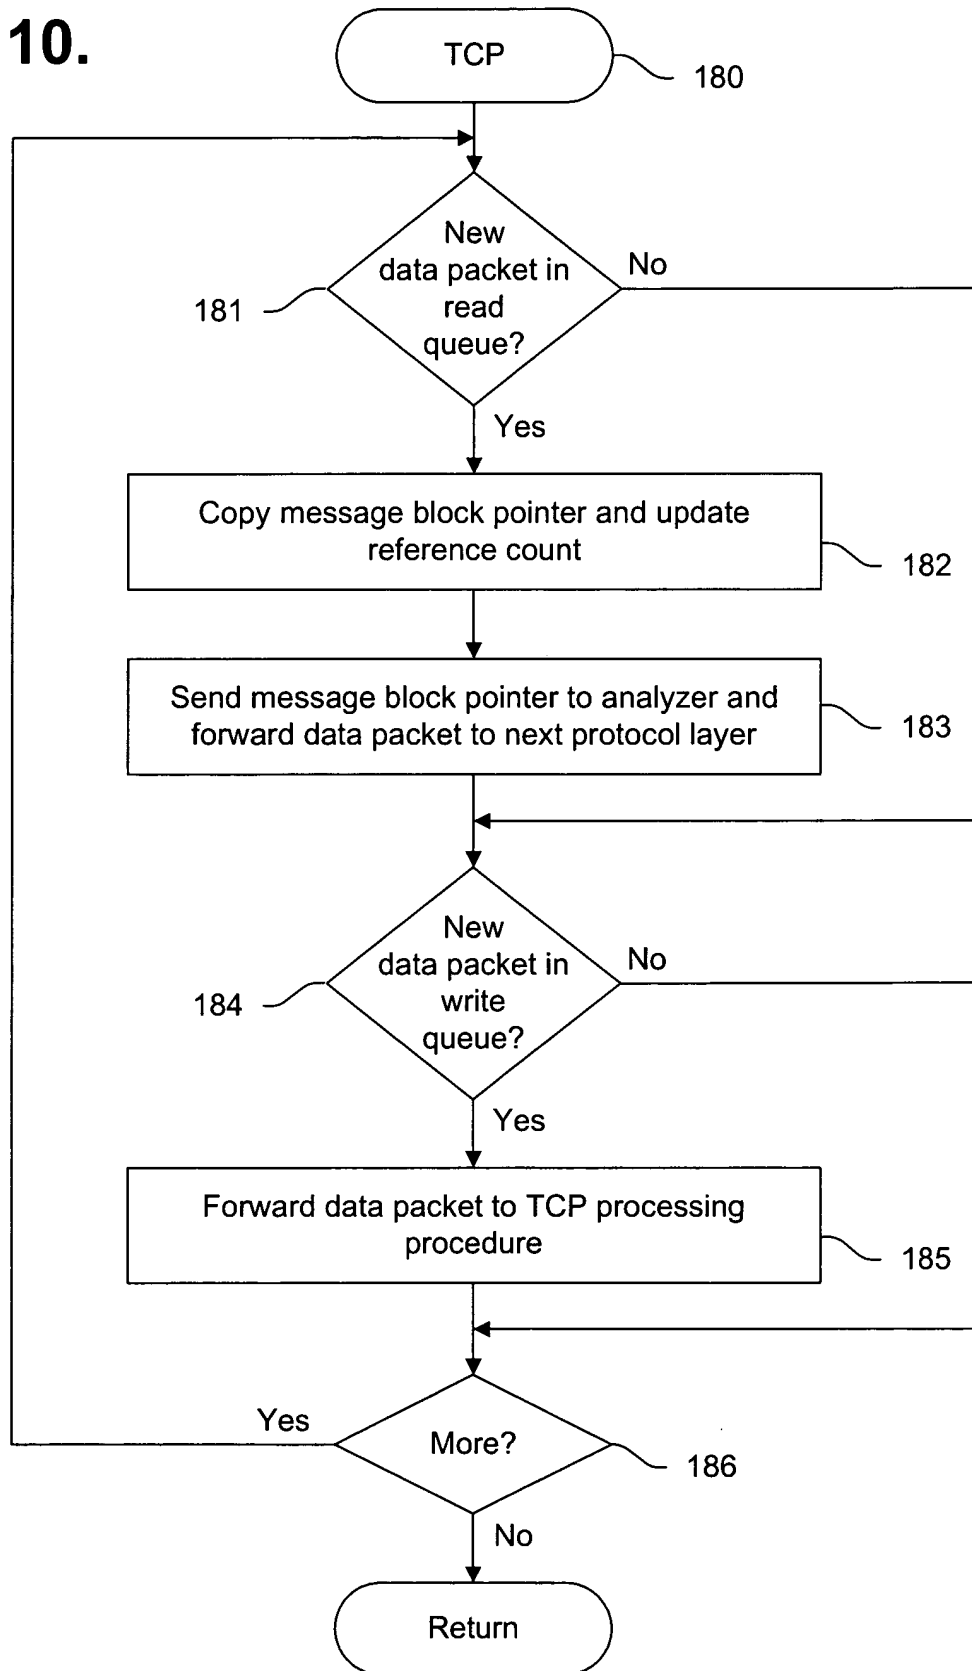 10.
TCP
180
New
data packet in
read
queue?
No
181
Yes
Copy message block pointer and update
reference count
182
Send message block pointer to analyzer and
forward data packet to next protocol layer
183
New
data packet in
write
queue?
No
184
Yes
Forward data packet to TCP processing
procedure
185
Yes
More?
186
No
Return